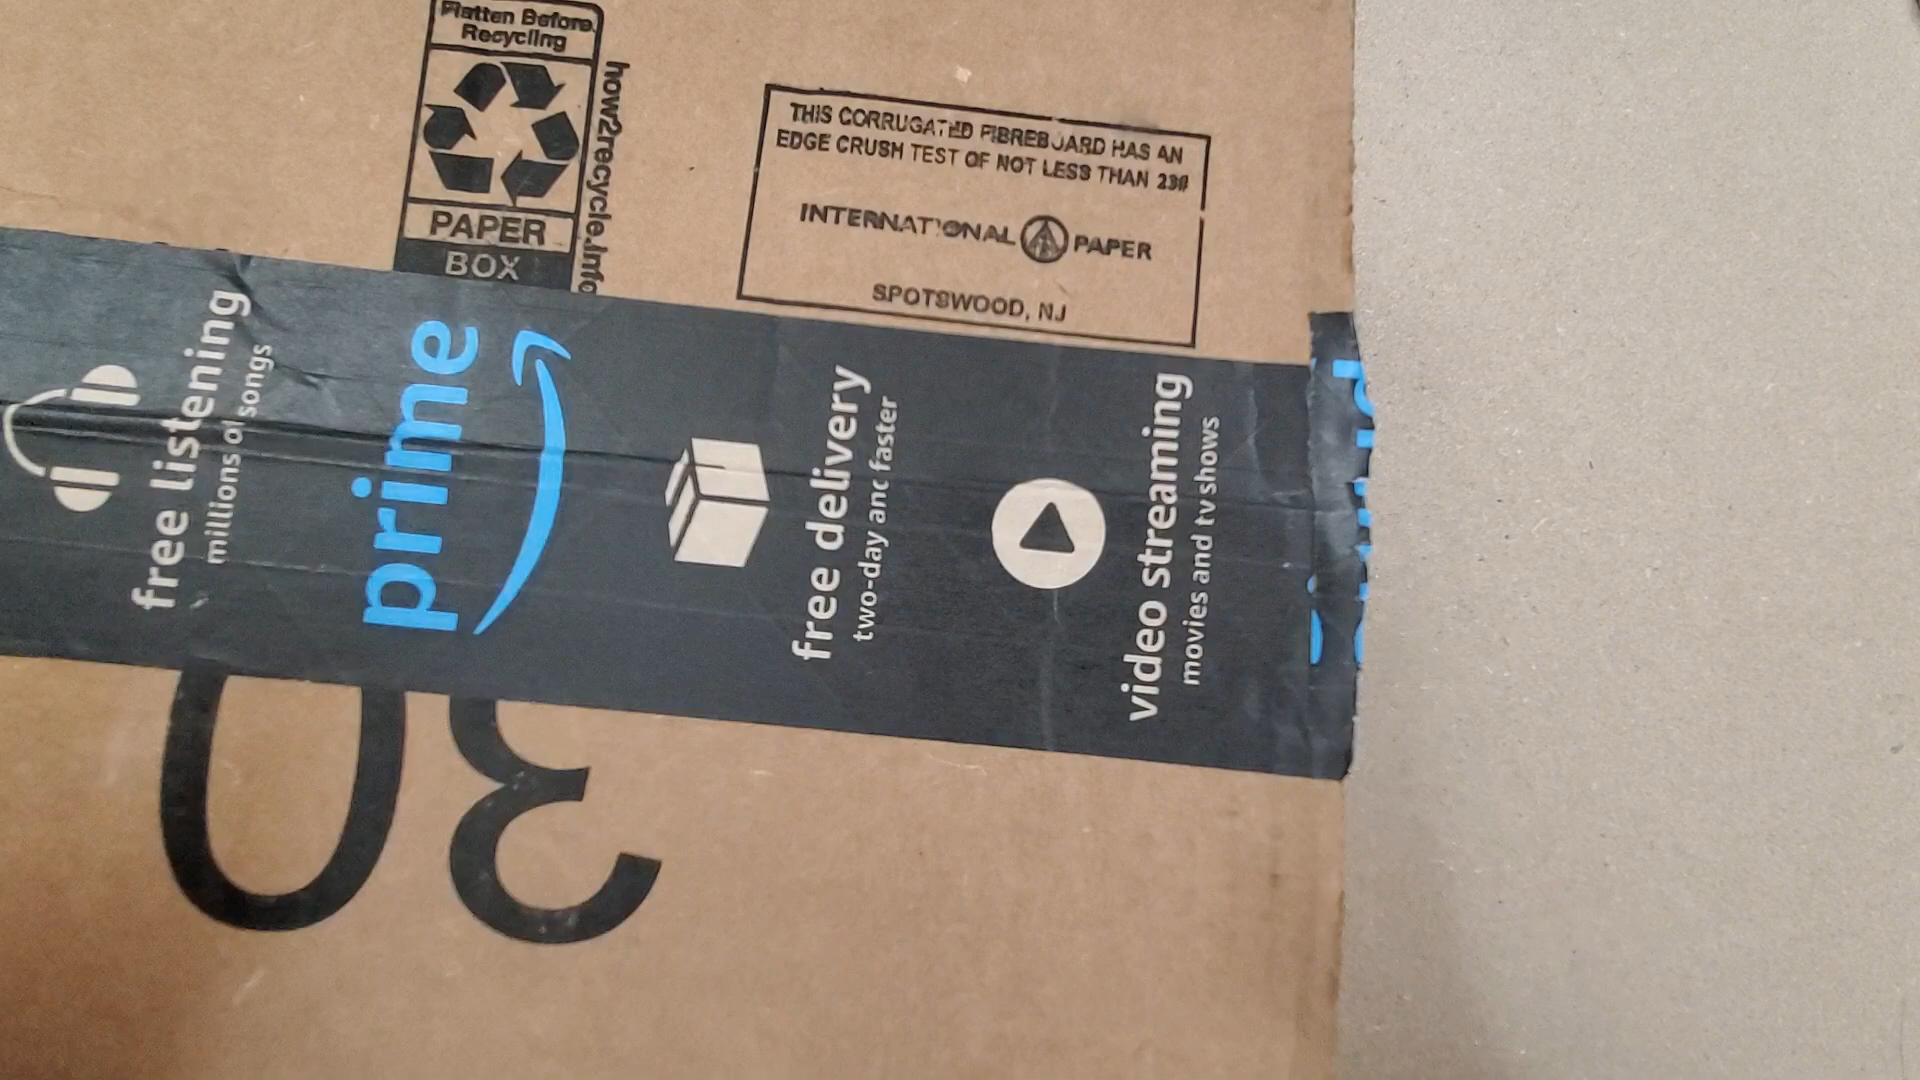 Flatten Before
Recycling
PAPER
BOX
how2recycle.info
THIS CORRUGATED FIBREBOARD HAS AN
EDGE CRUSH TEST OF NOT LESS THAN
INTERNATIONAL PAPER
SPOTSWOOD, NJ
free listening
millions of songs
prime
free delivery
two-day and faster
video streaming
movies and tv shows